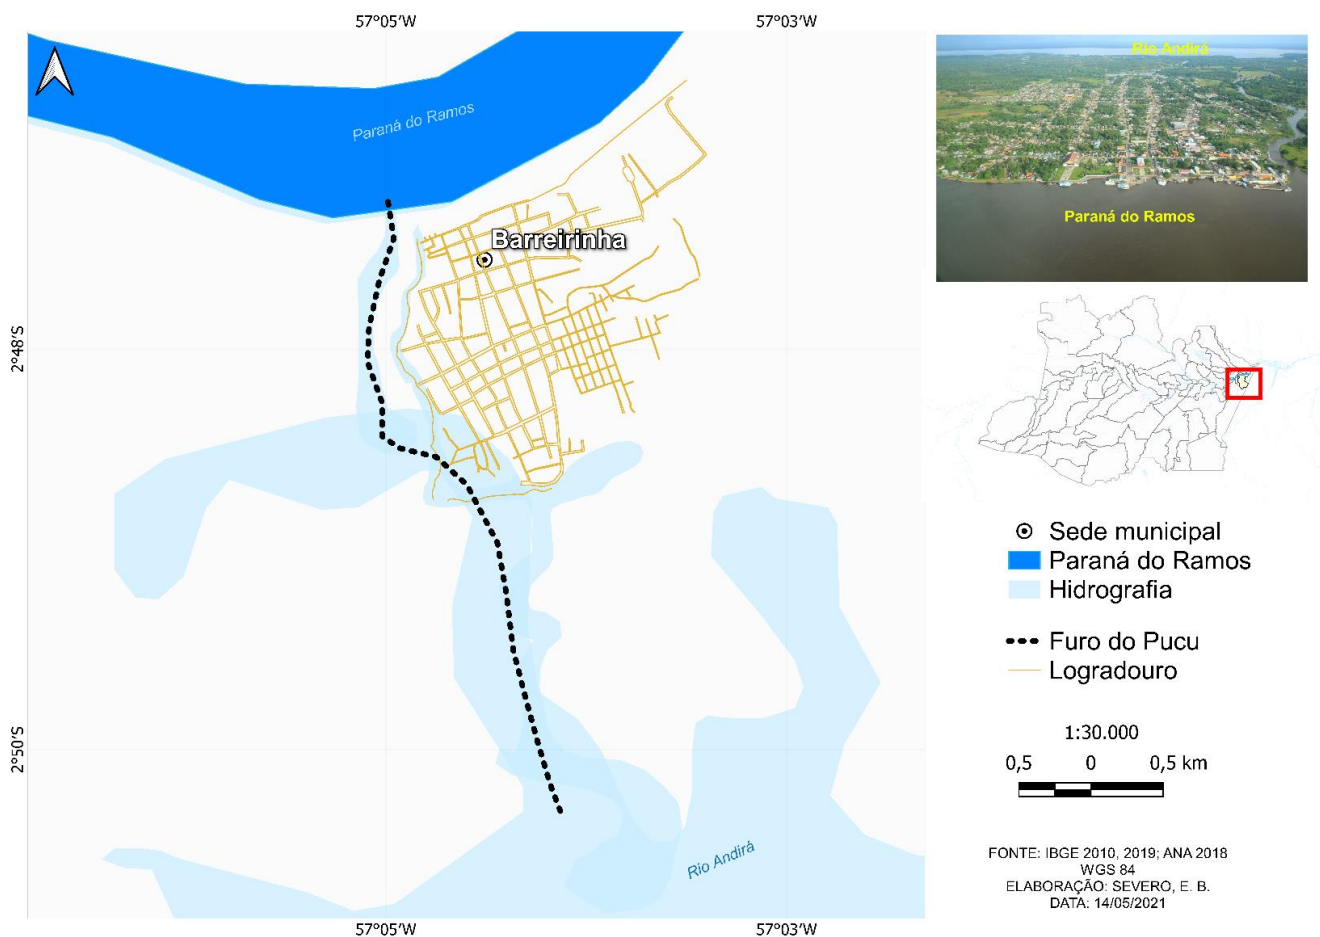 57°05'W
57°03'W
Paraná do Ramos
Barreirinha
2°48'S
2°50'S
Rio Andirá
57°05'W
57°03'W
Rio Andirá
Paraná do Ramos
Sede municipal
Paraná do Ramos
Hidrografia
Furo do Pucu
Logradouro
1:30.000
0,5 0 0,5 km
FONTE: IBGE 2010, 2019; ANA 2018
WGS 84
ELABORAÇÃO: SEVERO, E. B.
DATA: 14/05/2021